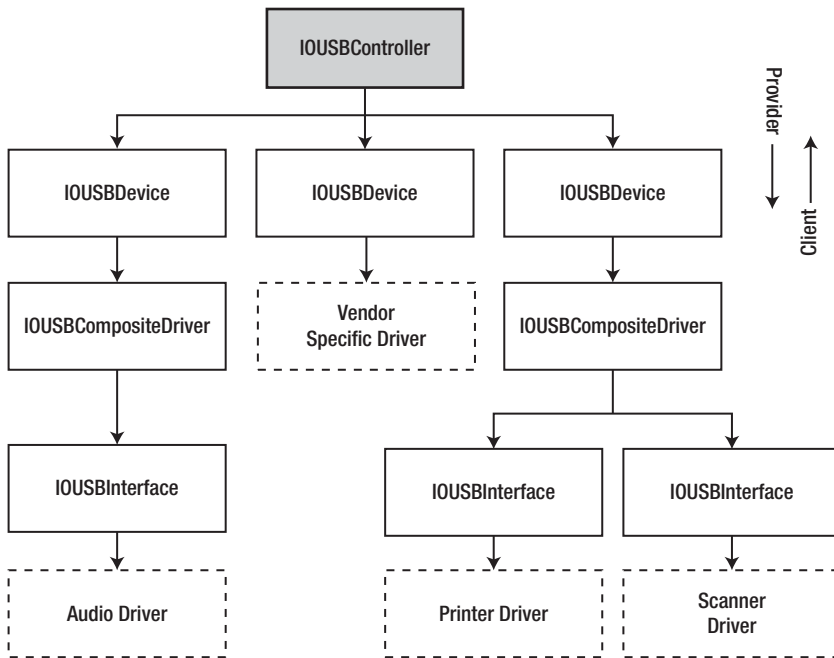 IOUSBController
Provider
Client
IOUSBDevice
IOUSBDevice
IOUSBDevice
IOUSBCompositeDriver
Vendor
Specific Driver
IOUSBCompositeDriver
IOUSBInterface
IOUSBInterface
IOUSBInterface
Audio Driver
Printer Driver
Scanner
Driver